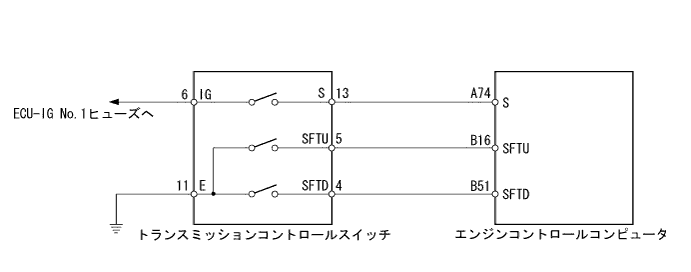 6 IG S 13 A74 S
ECU-IG No.1ヒューズへ
SFTU 5 B16 SFTU
11 E SFTD 4 B51 SFTD
トランスミッションコントロールスイッチ
エンジンコントロールコンピュータ